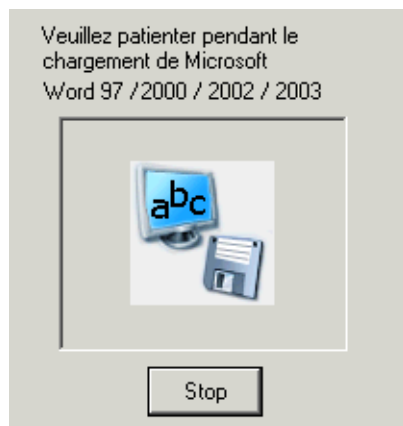 Veuillez patienter pendant le
chargement de Microsoft
Word 97 /2000 / 2002 / 2003
abc
Stop